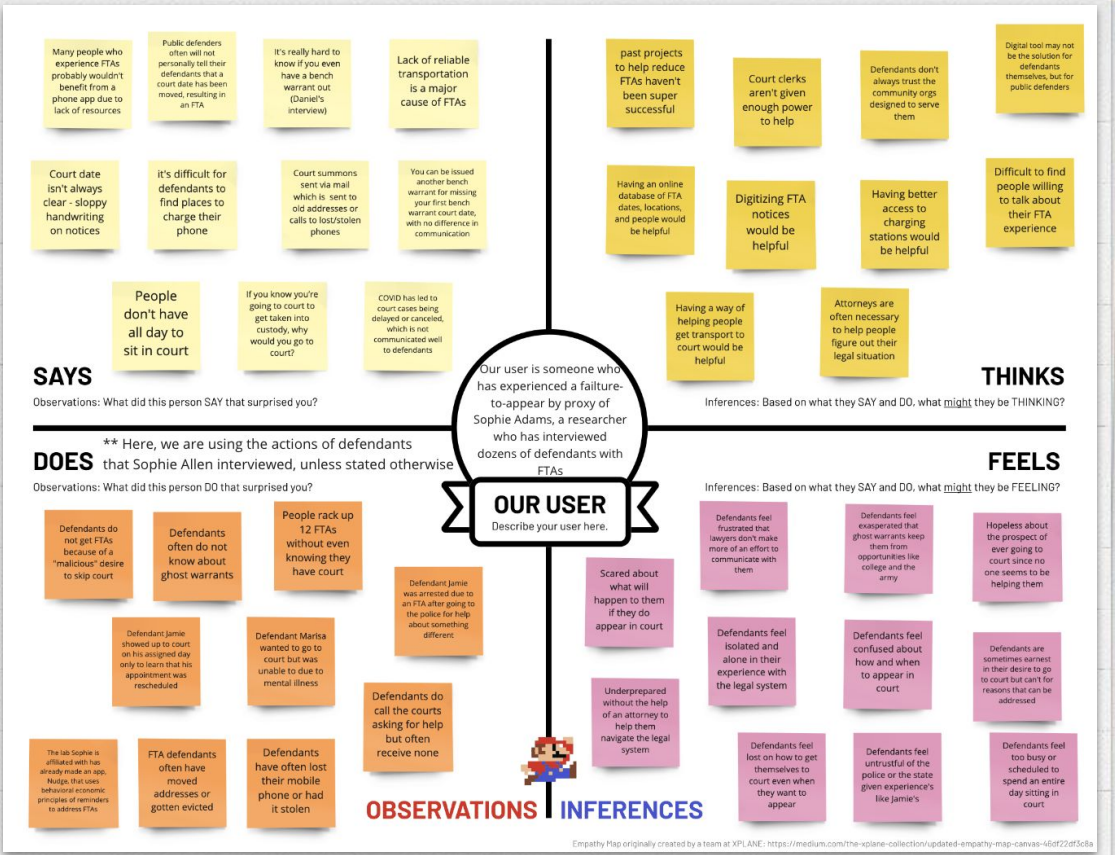 Many people who
experience FTAs
probably wouldn't
benefit from a
phone app due to
lack of resources
Public defenders
often will not
personally tell their
defendants that a
court date has been
moved, resulting in
an FTA
It's really hard to
know if you even
have a bench
warrant out
(Daniel's
interview)
Lack of reliable
transportation
is a major
cause of FTAs
Court date
isn't always
clear - sloppy
handwriting
on notices
it's difficult for
defendants to
find places to
charge their
phone
Court summons
sent via mail
which is sent to
old addresses or
calls to lost/stolen
phones
You can be issued
another bench
warrant for missing
your first bench
warrant court date,
with no difference in
communication
People
don't have
all day to
sit in court
If you know you're
going to court to
get taken into
custody, why
would you go to
court?
COVID has led to
court cases being
delayed or canceled,
which is not
communicated well
to defendants
SAYS
Observations: What did this person SAY that surprised you?
past projects
to help reduce
FTAs haven't
been super
successful
Court clerks
aren't given
enough power
to help
Defendants don't
always trust the
community orgs
designed to serve
them
Digital tool may not
be the solution for
defendants
themselves, but for
public defenders
Having an online
database of FTA
dates, locations,
and people would
be helpful
Digitizing FTA
notices
would be
helpful
Having better
access to
charging
stations would
be helpful
Difficult to find
people willing
to talk about
their FTA
experience
Having a way of
helping people
get transport to
court would be
helpful
Attorneys are
often necessary
to help people
figure out their
legal situation
THINKS
Inferences: Based on what they SAY and DO, what might they be THINKING?
Our user is someone who
has experienced a failture-
to-appear by proxy of
Sophie Adams, a researcher
who has interviewed
dozens of defendants with
FTAs
OUR USER
Describe your user here.
** Here, we are using the actions of defendants
that Sophie Allen interviewed, unless stated otherwise
DOES
Observations: What did this person DO that surprised you?
Defendants do
not get FTAs
because of a
"malicious" desire
to skip court
Defendants
often do not
know about
ghost warrants
People rack up
12 FTAs
without even
knowing they
have court
Defendant Jamie
was arrested due to
an FTA after going to
the police for help
about something
different
Defendant Jamie
showed up to court
on his assigned day
only to learn that his
appointment was
rescheduled
Defendant Marisa
wanted to go to
court but was
unable to due to
mental illness
Defendants do
call the courts
asking for help
but often
receive none
The lab Sophie is
affiliated with has
already made an app,
Nudge, that uses
behavioral economic
principles of reminders
to address FTAs
FTA defendants
often have
moved
addresses or
gotten evicted
Defendants
have often lost
their mobile
phone or had
it stolen
OBSERVATIONS
FEELS
Inferences: Based on what they SAY and DO, what might they be FEELING?
Scared about
what will
happen to them
if they do
appear in court
Defendants feel
frustrated that
lawyers don't make
more of an effort to
communicate with
them
Defendants feel
exasperated that
ghost warrants keep
them from
opportunities like
college and the
army
Hopeless about
the prospect of
ever going to
court since no
one seems to be
helping them
Defendants feel
isolated and
alone in their
experience with
the legal system
Defendants feel
confused about
how and when
to appear in
court
Defendants are
sometimes earnest
in their desire to go
to court but can't for
reasons that can be
addressed
Underprepared
without the help
of an attorney to
help them
navigate the legal
system
Defendants feel
lost on how to get
themselves to
court even when
they want to
appear
Defendants feel
untrustful of the
police or the state
given experience's
like Jamie's
Defendants feel
too busy or
scheduled to
spend an entire
day sitting in
court
INFERENCES
Empathy Map originally created by a team at XPLANE: https://medium.com/the-xplane-collection/updated-empathy-map-canvas-46df22df3c8a